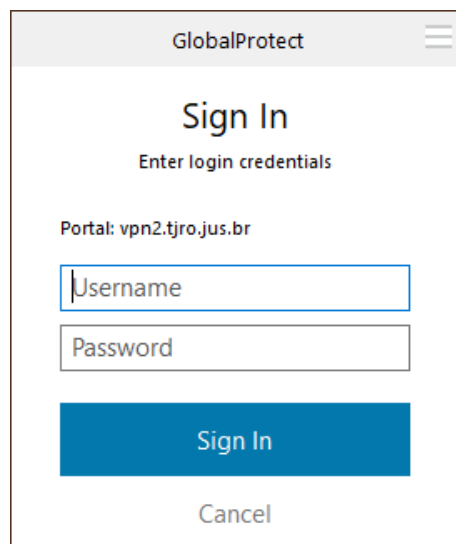 GlobalProtect
Sign In
Enter login credentials
Portal: vpn2.tjro.jus.br
Username
Password
Sign In
Cancel